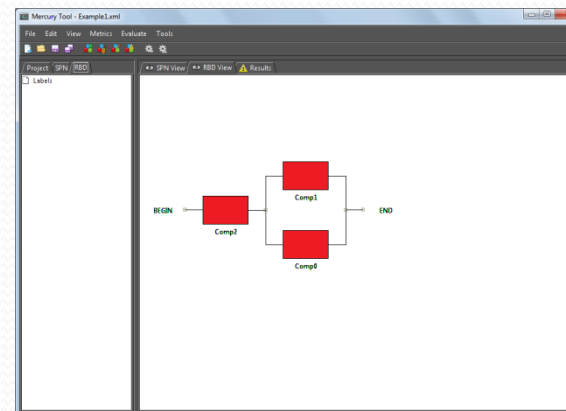 Mercury Tool - Example1.xml
File Edit View Metrics Evaluate Tools
Project SPN RBD
SPN View RBD View Results
Labels
Comp1
BEGIN END
Comp2
Comp0